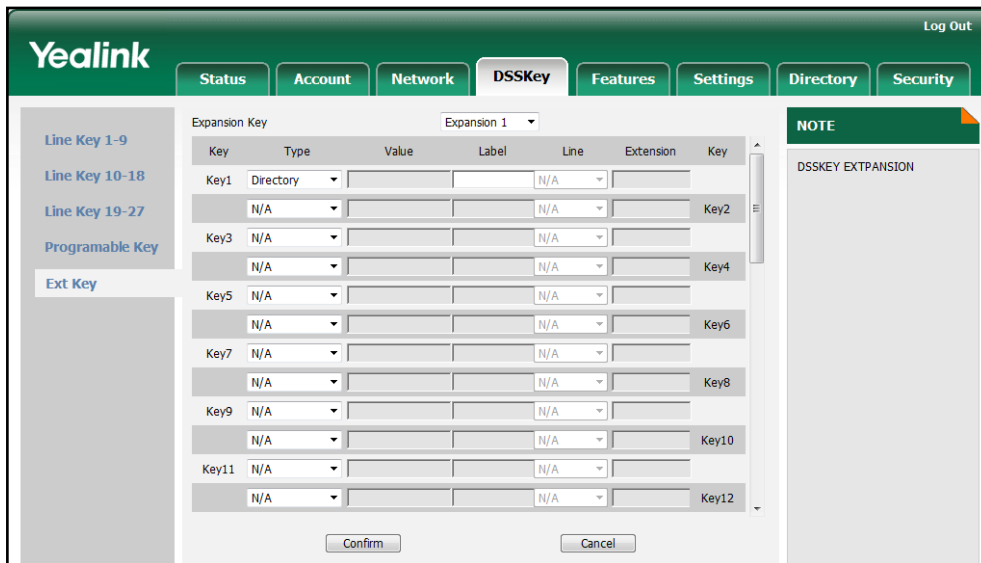 Log Out
Yealink
Status Account Network DSSKey Features Settings Directory Security
Line Key 1-9
Line Key 10-18
Line Key 19-27
Programable Key
Ext Key
Expansion Key Expansion 1
Key Type Value Label Line Extension Key
Key1 Directory N/A
N/A N/A Key2
Key3 N/A N/A
N/A N/A Key4
Key5 N/A N/A
N/A N/A Key6
Key7 N/A N/A
N/A N/A Key8
Key9 N/A N/A
N/A N/A Key10
Key11 N/A N/A
N/A N/A Key12
Confirm Cancel
NOTE
DSSKEY EXTPANSION